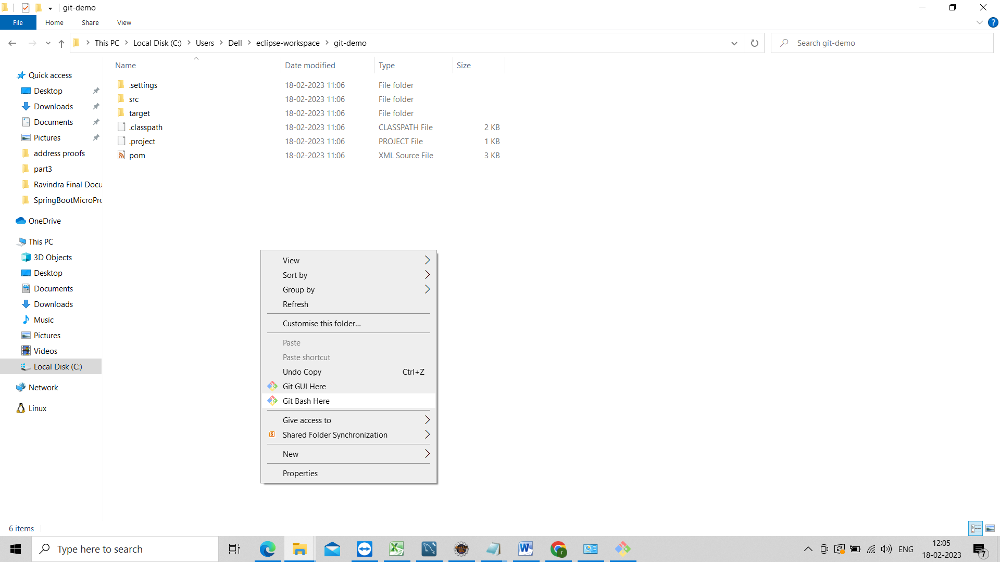 git-demo
File Home Share View
This PC Local Disk (C:) Users Dell eclipse-workspace git-demo
Search git-demo
Name Date modified Type Size
.settings 18-02-2023 11:06 File folder
src 18-02-2023 11:06 File folder
target 18-02-2023 11:06 File folder
.classpath 18-02-2023 11:06 CLASSPATH File 2 KB
.project 18-02-2023 11:06 PROJECT File 1 KB
pom 18-02-2023 11:06 XML Source File 3 KB
Quick access
Desktop
Downloads
Documents
Pictures
address proofs
part3
Ravindra Final Docu
SpringBootMicroPro
OneDrive
This PC
3D Objects
Desktop
Documents
Downloads
Music
Pictures
Videos
Local Disk (C:)
Network
Linux
View
Sort by
Group by
Refresh
Customise this folder...
Paste
Paste shortcut
Undo Copy Ctrl+Z
Git GUI Here
Git Bash Here
Give access to
Shared Folder Synchronization
New
Properties
6 items
Type here to search
ENG
12:05
18-02-2023
7